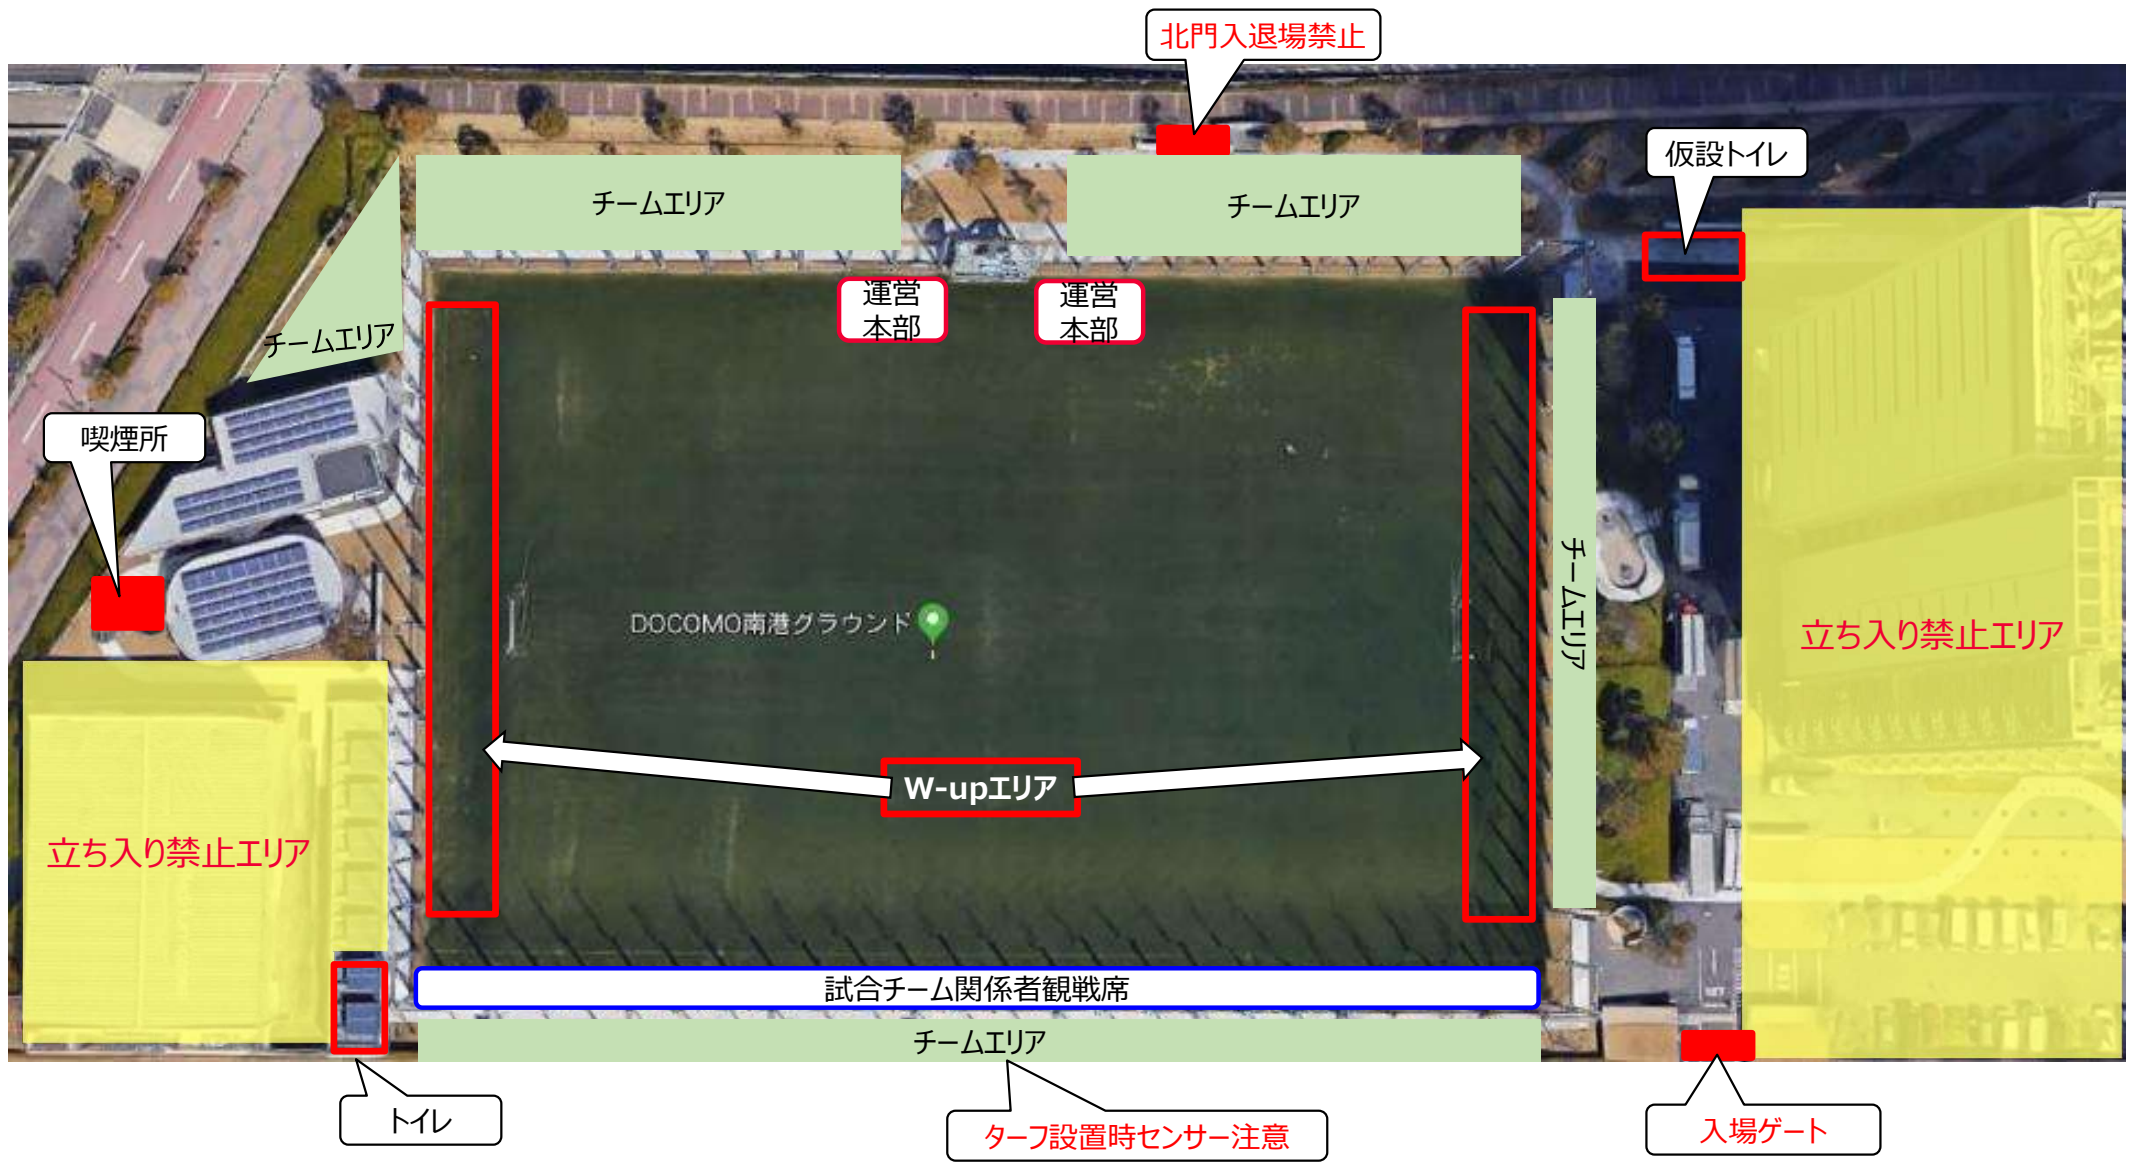 北門入退場禁止
仮設トイレ
チームエリア
チームエリア
運営
本部
運営
本部
チームエリア
喫煙所
チームエリア
DOCOMO南港グラウンド
立ち入り禁止エリア
W-upエリア
立ち入り禁止エリア
試合チーム関係者観戦席
チームエリア
トイレ
ターフ設置時センサー注意
入場ゲート